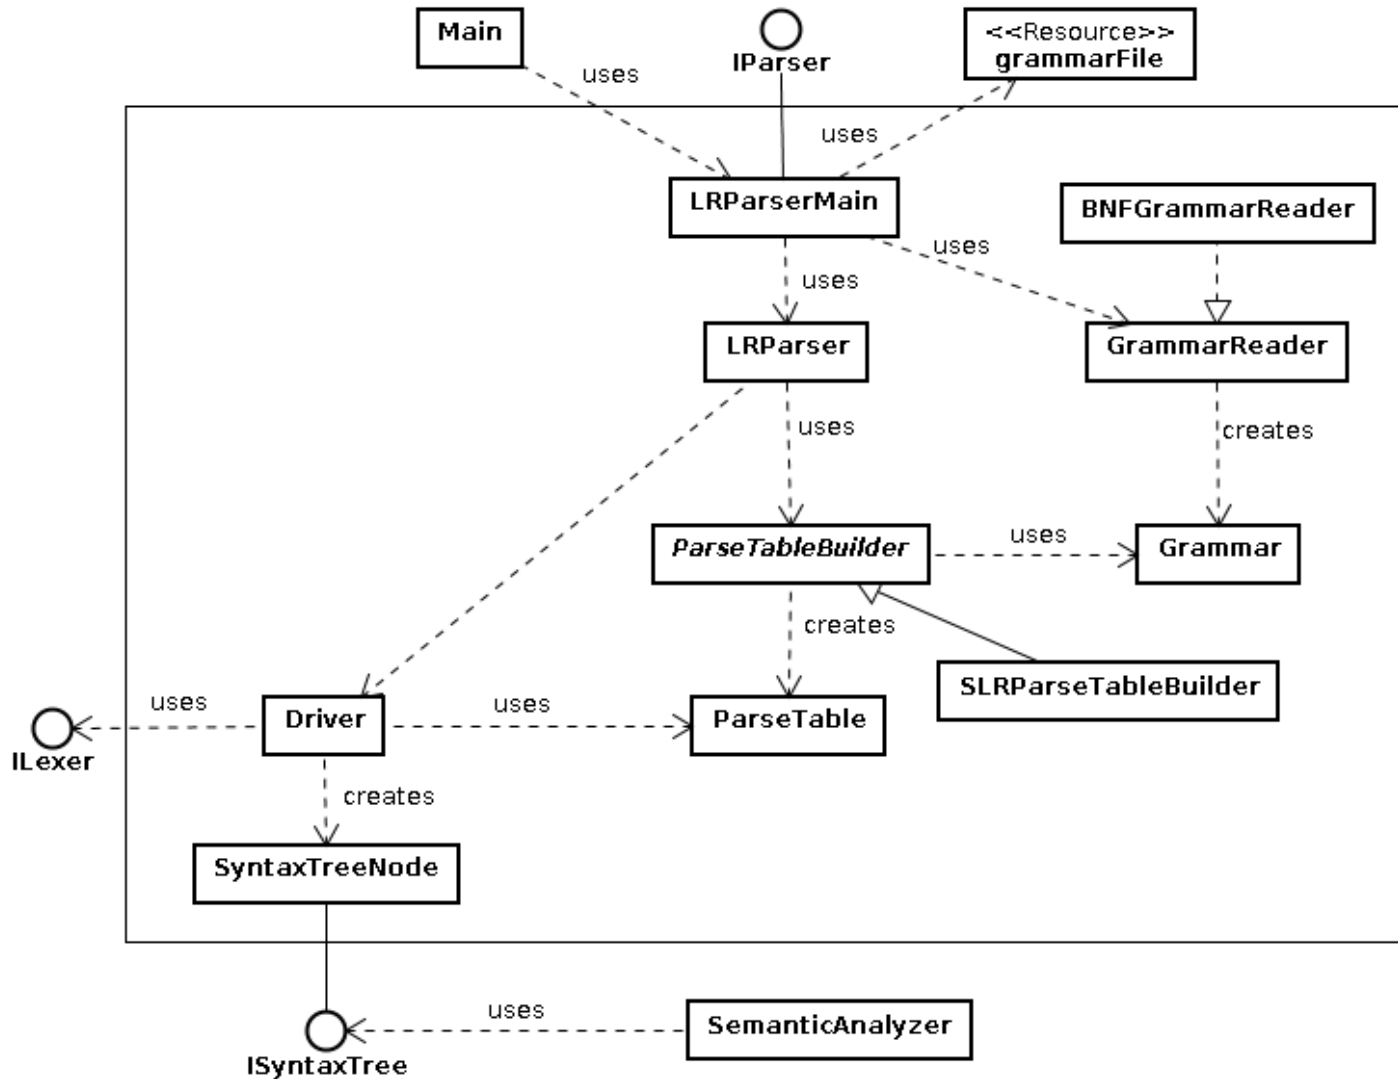 Main
IParser
<<Resource>>
grammarFile
uses
uses
LRParserMain
BNFGrammarReader
uses
uses
LRParser
GrammarReader
uses
creates
ParseTableBuilder
uses
Grammar
creates
SLRParseTableBuilder
uses
Driver
uses
ParseTable
ILexer
creates
SyntaxTreeNode
uses
SemanticAnalyzer
ISyntaxTree